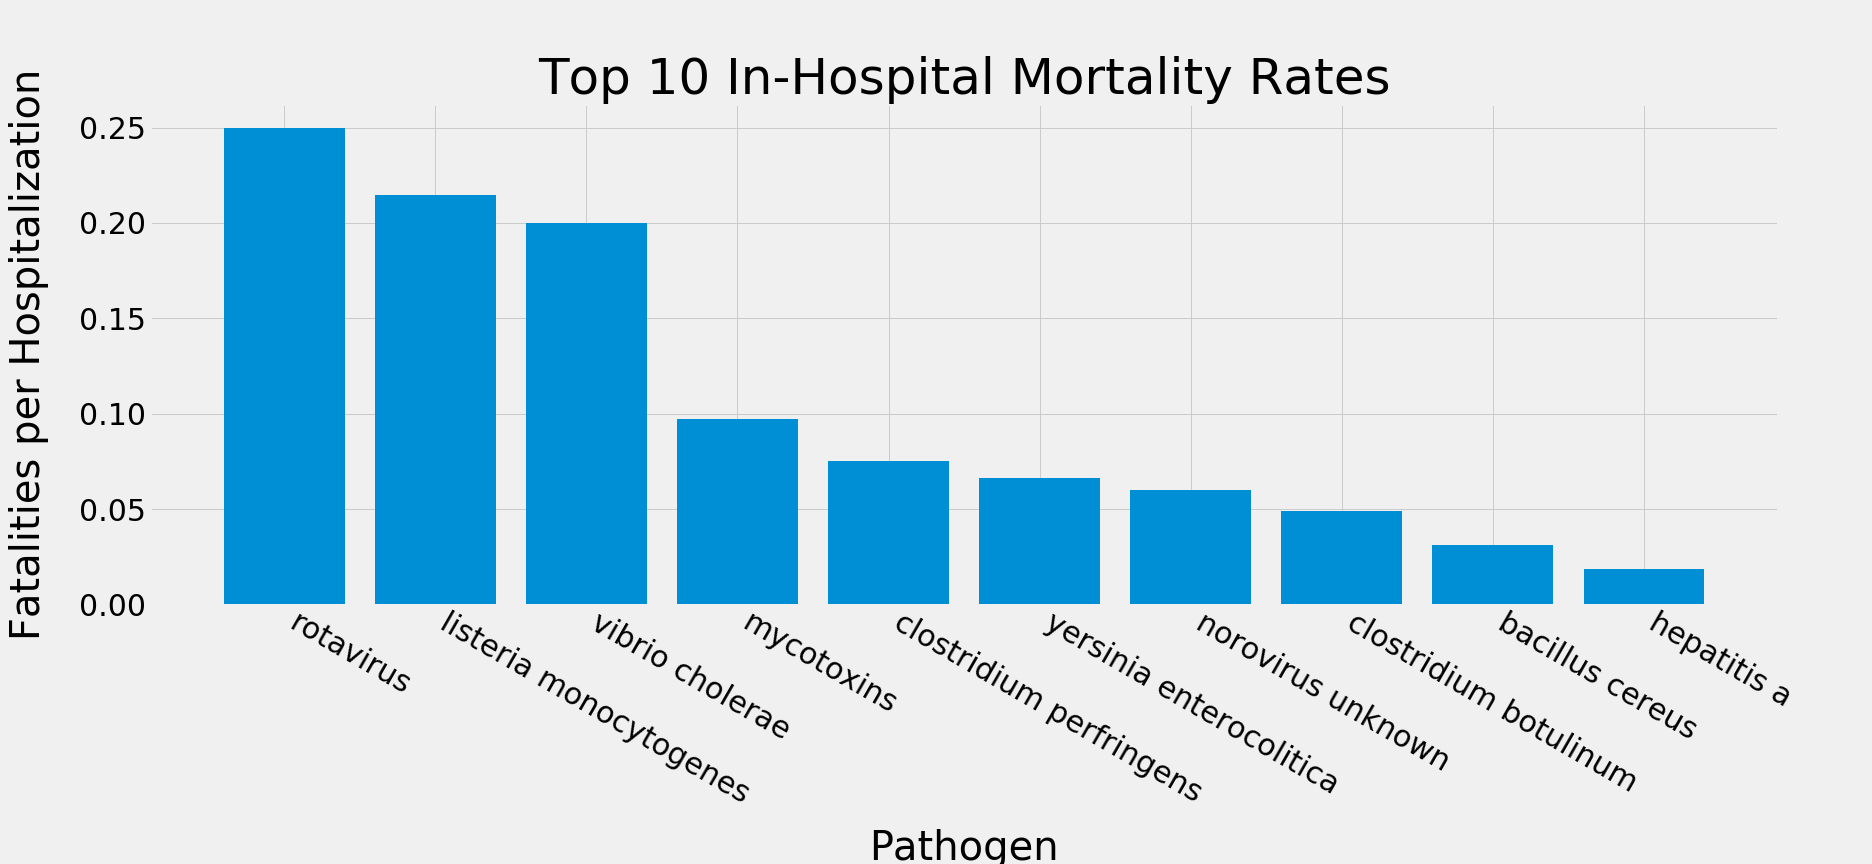 Top 10 In-Hospital Mortality Rates
Fatalities per Hospitalization
0.25
0.20
0.15
0.10
0.05
0.00
rotavirus
listeria monocytogenes
vibrio cholerae
mycotoxins
clostridium perfringens
yersinia enterocolitica
norovirus unknown
clostridium botulinum
bacillus cereus
hepatitis a
Pathogen